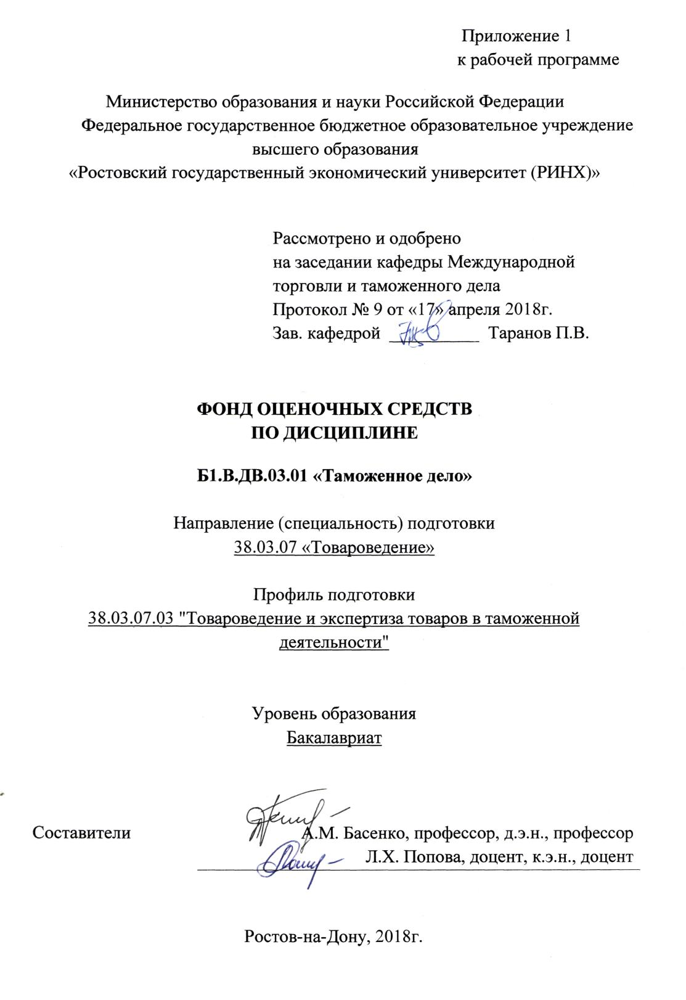 Приложение 1
к рабочей программе
Министерство образования и науки Российской Федерации
Федеральное государственное бюджетное образовательное учреждение
высшего образования
«Ростовский государственный экономический университет (РИНХ)»
Рассмотрено и одобрено
на заседании кафедры Международной
торговли и таможенного дела
Протокол № 9 от «17» апреля 2018г.
Зав. кафедрой __________ Таранов П.В.
ФОНД ОЦЕНОЧНЫХ СРЕДСТВ
ПО ДИСЦИПЛИНЕ
Б1.В.ДВ.03.01 «Таможенное дело»
Направление (специальность) подготовки
38.03.07 «Товароведение»
Профиль подготовки
38.03.07.03 "Товароведение и экспертиза товаров в таможенной
деятельности"
Уровень образования
Бакалавриат
Составители А.М. Басенко, профессор, д.э.н., профессор
Л.Х. Попова, доцент, к.э.н., доцент
Ростов-на-Дону, 2018г.